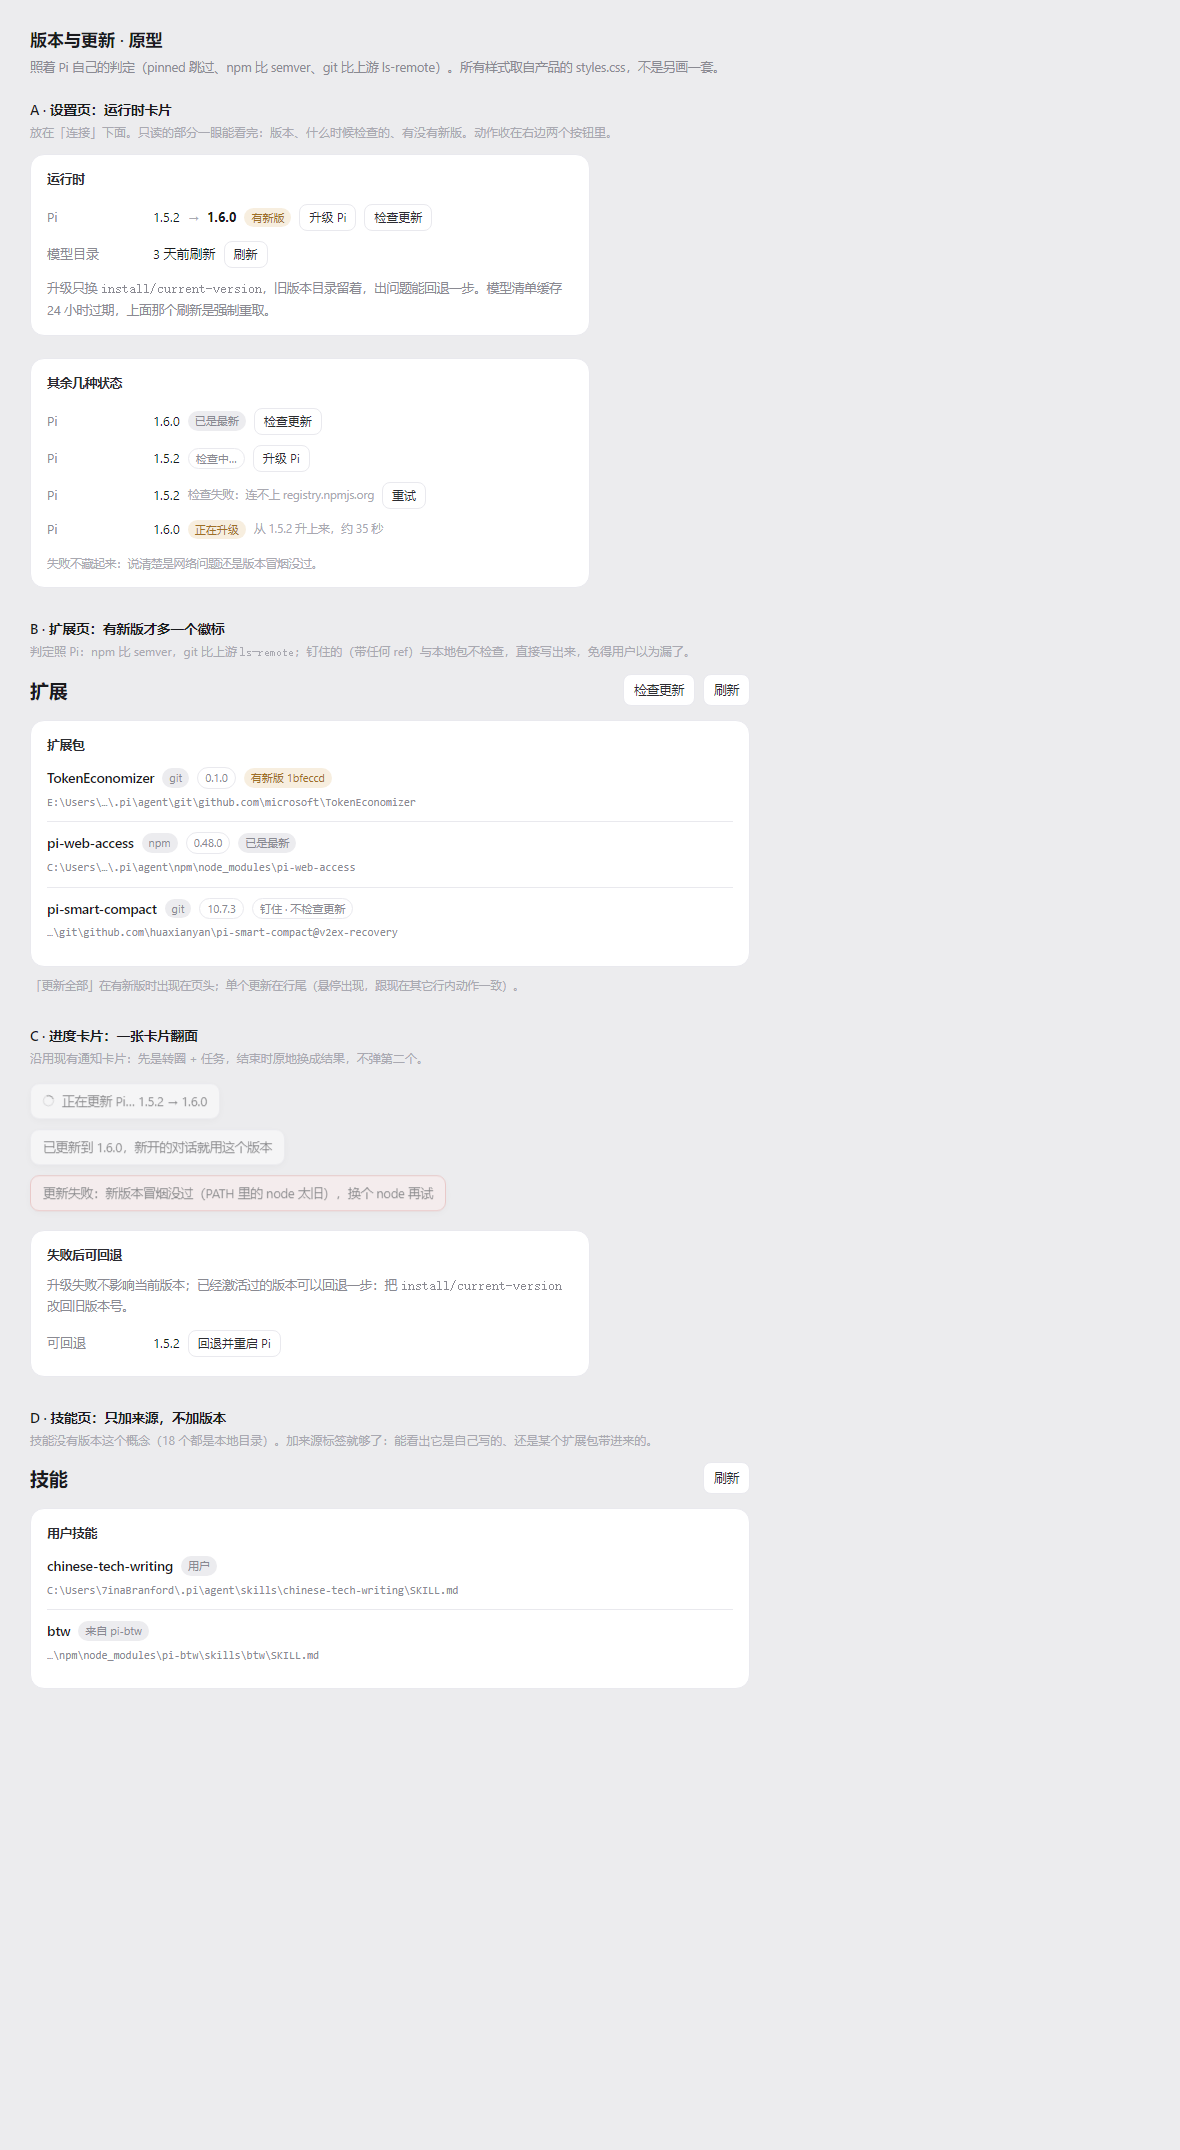 版本与更新 · 原型
照着 Pi 自己的判定（pinned 跳过、npm 比 semver、git 比上游 ls-remote）。所有样式取自产品的 styles.css，不是另画一套。
A · 设置页：运行时卡片
放在「连接」下面。只读的部分一眼能看完：版本、什么时候检查的、有没有新版。动作收在右边两个按钮里。
运行时
Pi 1.5.2 → 1.6.0 有新版 升级 Pi 检查更新
模型目录 3 天前刷新 刷新
升级只换 install/current-version，旧版本目录留着，出问题能回退一步。模型清单缓存
24 小时过期，上面那个刷新是强制重取。
其余几种状态
Pi 1.6.0 已是最新 检查更新
Pi 1.5.2 检查中… 升级 Pi
Pi 1.5.2 检查失败：连不上 registry.npmjs.org 重试
Pi 1.6.0 正在升级 从 1.5.2 升上来，约 35 秒
失败不藏起来：说清楚是网络问题还是版本冒烟没过。
B · 扩展页：有新版才多一个徽标
判定照 Pi：npm 比 semver，git 比上游 ls-remote；钉住的（带任何 ref）与本地包不检查，直接写出来，免得用户以为漏了。
扩展 检查更新 刷新
扩展包
TokenEconomizer git 0.1.0 有新版 1bfeccd
E:\Users\…\.pi\agent\git\github.com\microsoft\TokenEconomizer
pi-web-access npm 0.48.0 已是最新
C:\Users\…\.pi\agent\npm\node_modules\pi-web-access
pi-smart-compact git 10.7.3 钉住 · 不检查更新
…\git\github.com\huaxianyan\pi-smart-compact@v2ex-recovery
「更新全部」在有新版时出现在页头；单个更新在行尾（悬停出现，跟现在其它行内动作一致）。
C · 进度卡片：一张卡片翻面
沿用现有通知卡片：先是转圈 + 任务，结束时原地换成结果，不弹第二个。
正在更新 Pi… 1.5.2 → 1.6.0
已更新到 1.6.0，新开的对话就用这个版本
更新失败：新版本冒烟没过（PATH 里的 node 太旧），换个 node 再试
失败后可回退
升级失败不影响当前版本；已经激活过的版本可以回退一步：把 install/current-version
改回旧版本号。
可回退 1.5.2 回退并重启 Pi
D · 技能页：只加来源，不加版本
技能没有版本这个概念（18 个都是本地目录）。加来源标签就够了：能看出它是自己写的、还是某个扩展包带进来的。
技能 刷新
用户技能
chinese-tech-writing 用户
C:\Users\7inaBranford\.pi\agent\skills\chinese-tech-writing\SKILL.md
btw 来自 pi-btw
…\npm\node_modules\pi-btw\skills\btw\SKILL.md